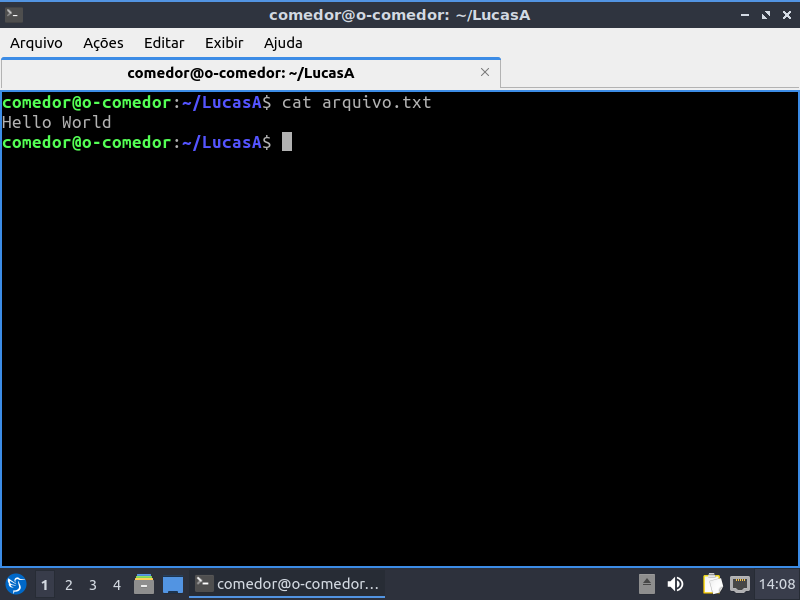 comedor@o-comedor: ~/LucasA
Arquivo Ações Editar Exibir Ajuda
comedor@o-comedor: ~/LucasA
comedor@o-comedor:~/LucasA$ cat arquivo.txt
Hello World
comedor@o-comedor:~/LucasA$
1 2 3 4 comedor@o-comedor... 14:08